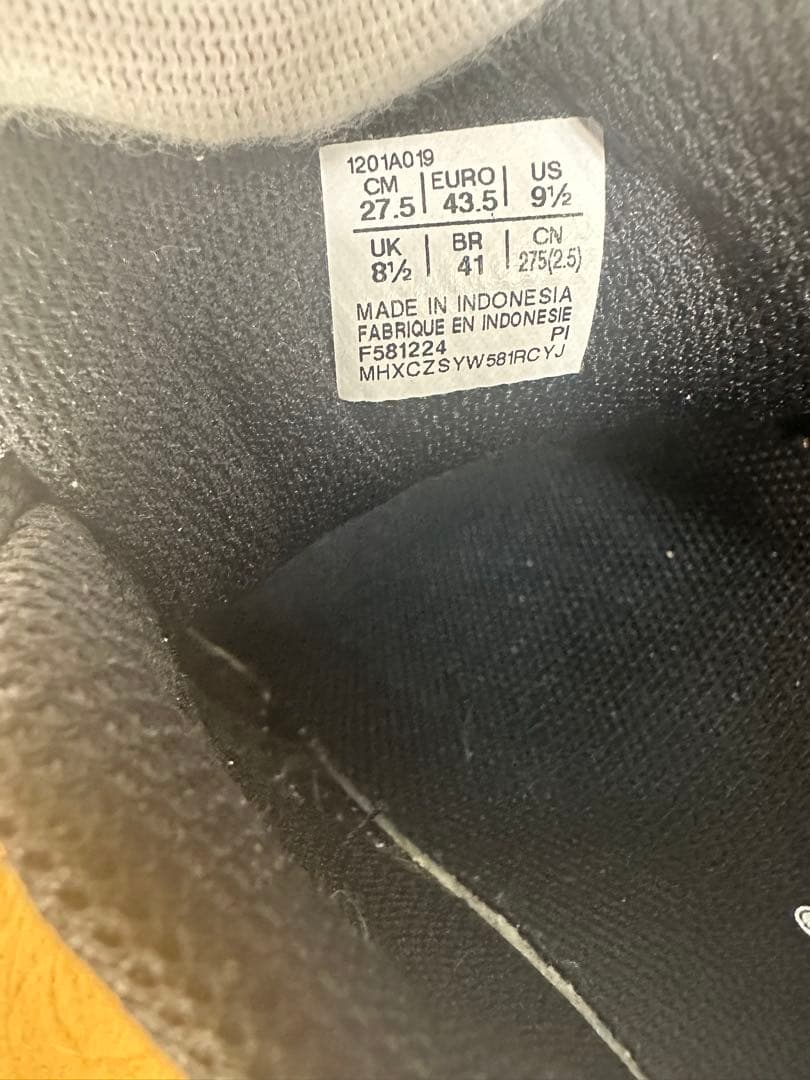 1201A019
CM | EURO | US
27.5 | 43.5 | 9½
UK | BR | CN
8½ | 41 | 275(2.5)
MADE IN INDONESIA
FABRIQUE EN INDONESIE
F581224 PI
MHXCZSYW581RCYJ